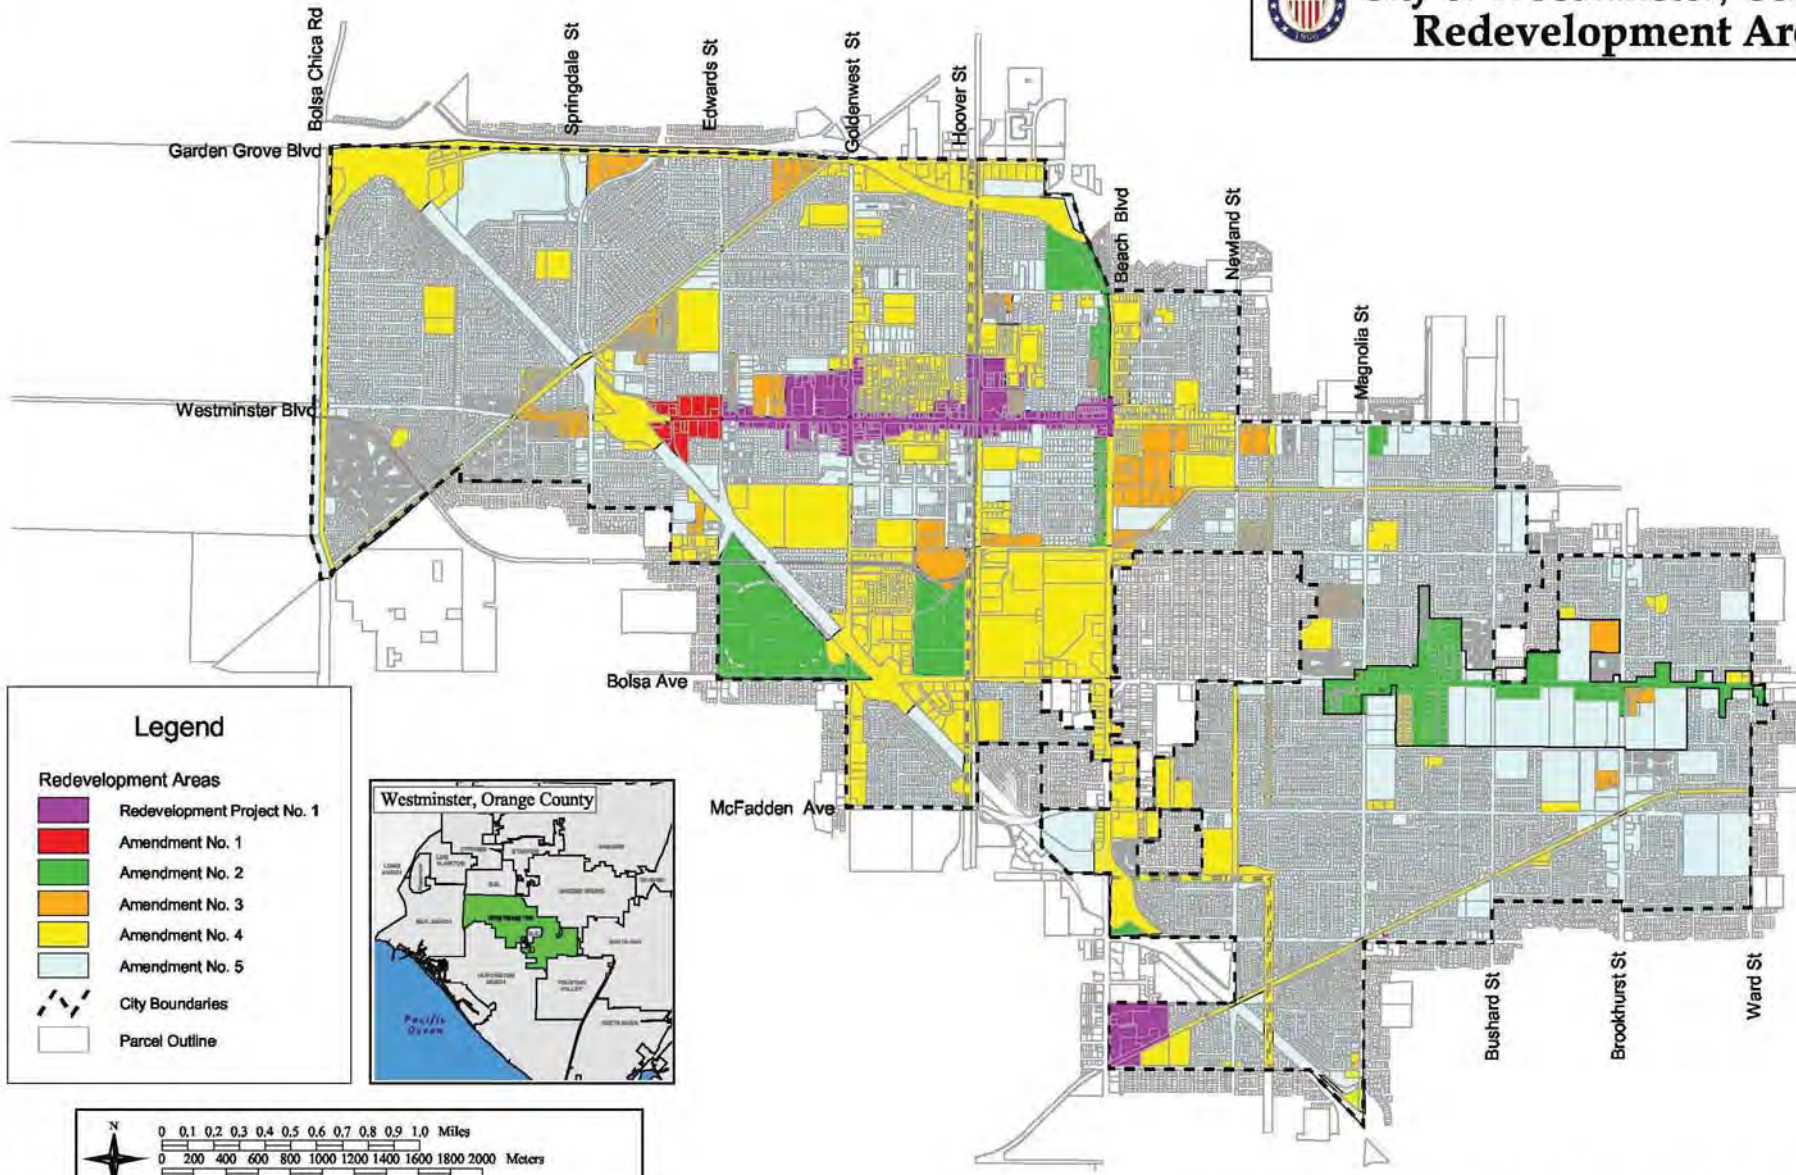 Redevelopment Are
1890
Bolsa Chica Rd
Springdale St
Edwards St
Goldenwest St
Hoover St
Garden Grove Blvd
Beach Blvd
Newland St
Magnolia St
Westminster Blvd
Bolsa Ave
McFadden Ave
Bushard St
Brookhurst St
Ward St
Legend
Redevelopment Areas
Redevelopment Project No. 1
Amendment No. 1
Amendment No. 2
Amendment No. 3
Amendment No. 4
Amendment No. 5
City Boundaries
Parcel Outline
Westminster, Orange County
Pacific
Ocean
N
0 0.1 0.2 0.3 0.4 0.5 0.6 0.7 0.8 0.9 1.0 Miles
0 200 400 600 800 1000 1200 1400 1600 1800 2000 Meters